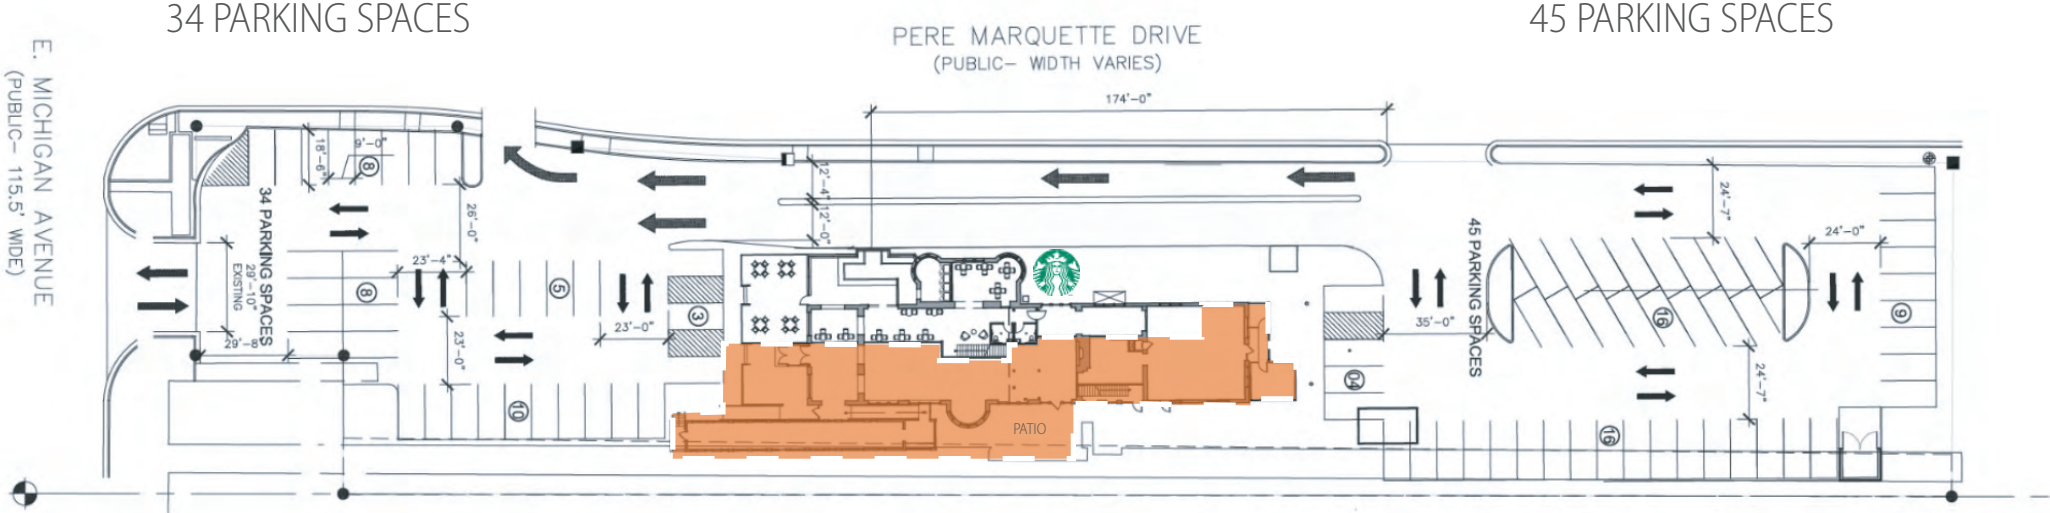 34 PARKING SPACES
45 PARKING SPACES
PERE MARQUETTE DRIVE
(PUBLIC- WIDTH VARIES)
E. MICHIGAN AVENUE
(PUBLIC- 115.5' WIDE)
174'-0"
18'-6"
9'-0"
8
12'-4"
12'-0"
26'-0"
24'-7"
34 PARKING SPACES
29'-10"
EXISTING
29'-8"
23'-4"
8
5
3
23'-0"
23'-0"
10
PATIO
45 PARKING SPACES
35'-0"
04
16
24'-0"
9
24'-7"
16